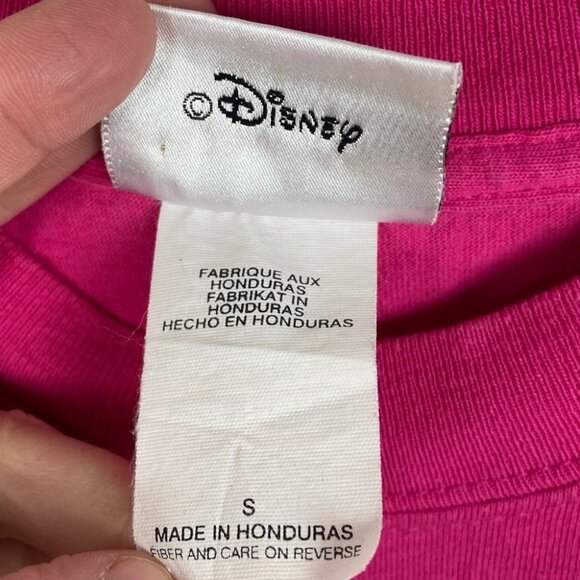 © Disney
FABRIQUE AUX
HONDURAS
FABRIKAT IN
HONDURAS
HECHO EN HONDURAS
S
MADE IN HONDURAS
FIBER AND CARE ON REVERSE